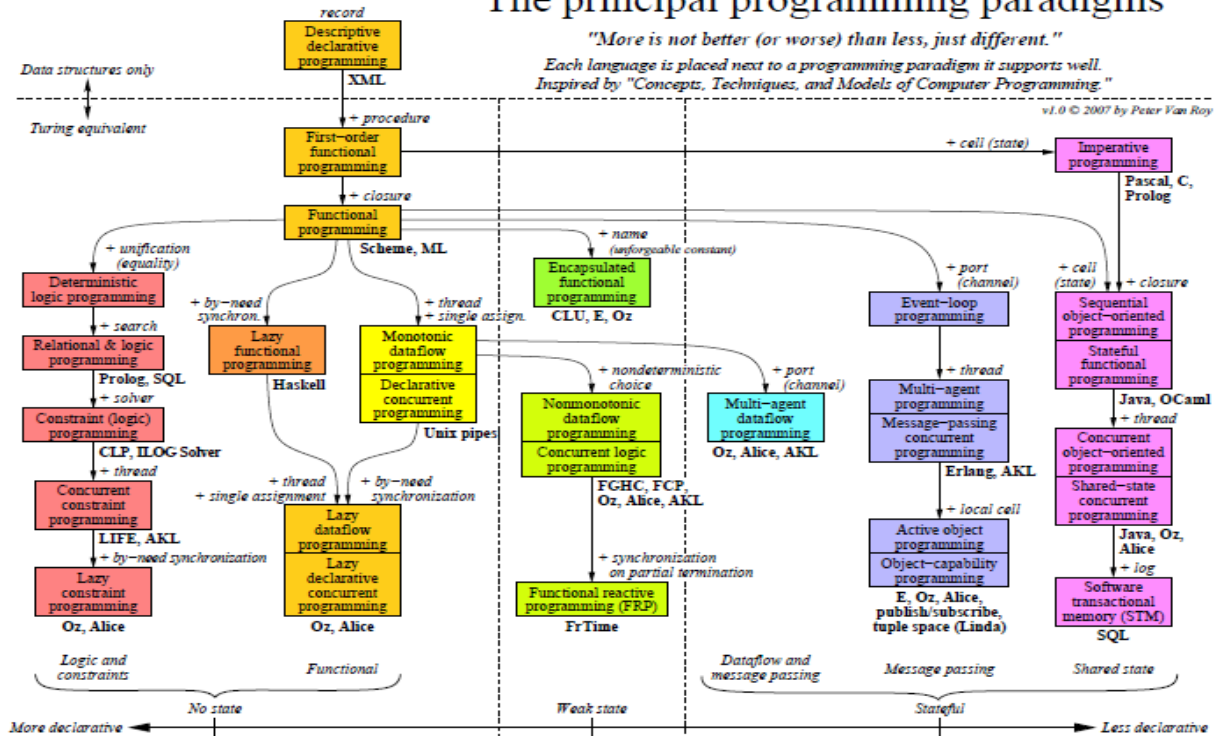 The principal programming paradigms
"More is not better (or worse) than less, just different."
Each language is placed next to a programming paradigm it supports well.
Inspired by "Concepts, Techniques, and Models of Computer Programming."
v1.0 © 2007 by Peter Van Roy
record
Descriptive
declarative
programming
XML
Data structures only
Turing equivalent
+ procedure
First−order
functional
programming
+ cell (state)
Imperative
programming
Pascal, C,
Prolog
+ closure
Functional
programming
Scheme, ML
+ unification
(equality)
Deterministic
logic programming
+ search
Relational & logic
programming
Prolog, SQL
+ solver
Constraint (logic)
programming
CLP, ILOG Solver
+ thread
Concurrent
constraint
programming
LIFE, AKL
+ by−need synchronization
Lazy
constraint
programming
Oz, Alice
+ by−need
synchron.
Lazy
functional
programming
Haskell
+ thread
+ single assign.
Monotonic
dataflow
programming
Declarative
concurrent
programming
Unix pipes
+ thread
+ single assignment
+ by−need
synchronization
Lazy
dataflow
programming
Lazy
declarative
concurrent
programming
Oz, Alice
+ name
(unforgeable constant)
Encapsulated
functional
programming
CLU, E, Oz
+ nondeterministic
choice
Nonmonotonic
dataflow
programming
Concurrent logic
programming
FGHC, FCP,
Oz, Alice, AKL
+ synchronization
on partial termination
Functional reactive
programming (FRP)
FrTime
+ port
(channel)
Multi−agent
dataflow
programming
Oz, Alice, AKL
+ port
(channel)
Event−loop
programming
+ thread
Multi−agent
programming
Message−passing
concurrent
programming
Erlang, AKL
+ local cell
Active object
programming
Object−capability
programming
E, Oz, Alice,
publish/subscribe,
tuple space (Linda)
+ cell
(state)
+ closure
Sequential
object−oriented
programming
Stateful
functional
programming
Java, OCaml
+ thread
Concurrent
object−oriented
programming
Shared−state
concurrent
programming
Java, Oz,
Alice
+ log
Software
transactional
memory (STM)
SQL
Logic and
constraints
Functional
Dataflow and
message passing
Message passing
Shared state
No state
Weak state
Stateful
More declarative
Less declarative